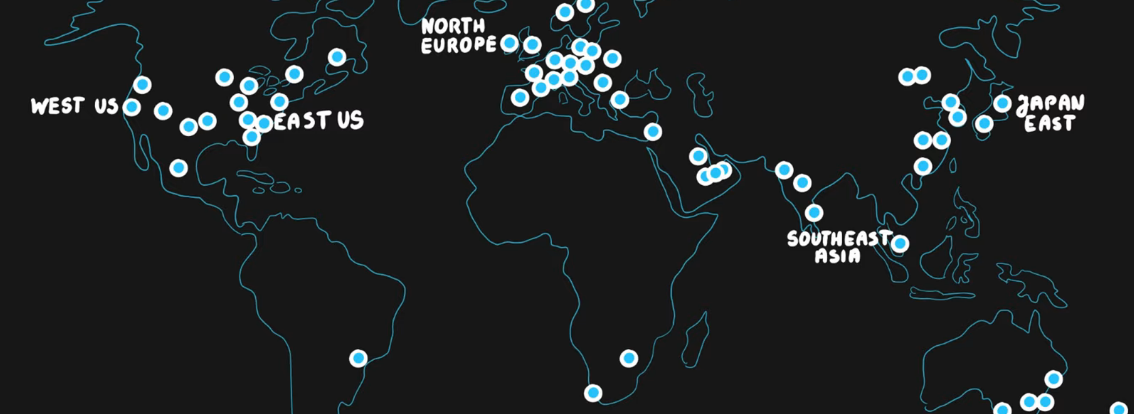 NORTH
EUROPE
WEST US
EAST US
JAPAN
EAST
SOUTHEAST
ASIA